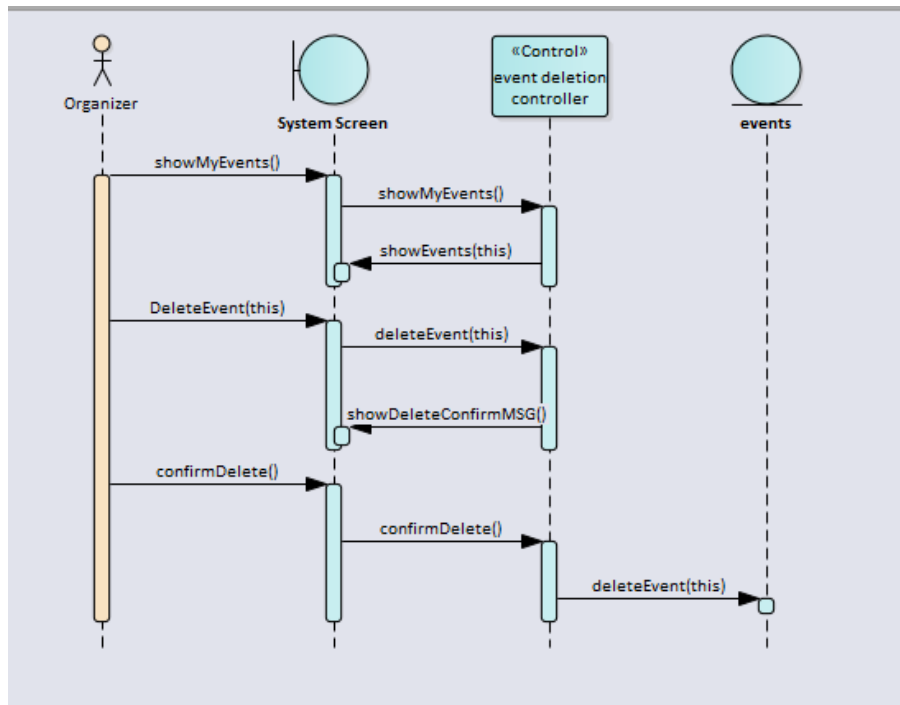 «Control»
event deletion
controller
Organizer
System Screen
events
showMyEvents()
showMyEvents()
showEvents(this)
DeleteEvent(this)
deleteEvent(this)
showDeleteConfirmMSG()
confirmDelete()
confirmDelete()
deleteEvent(this)